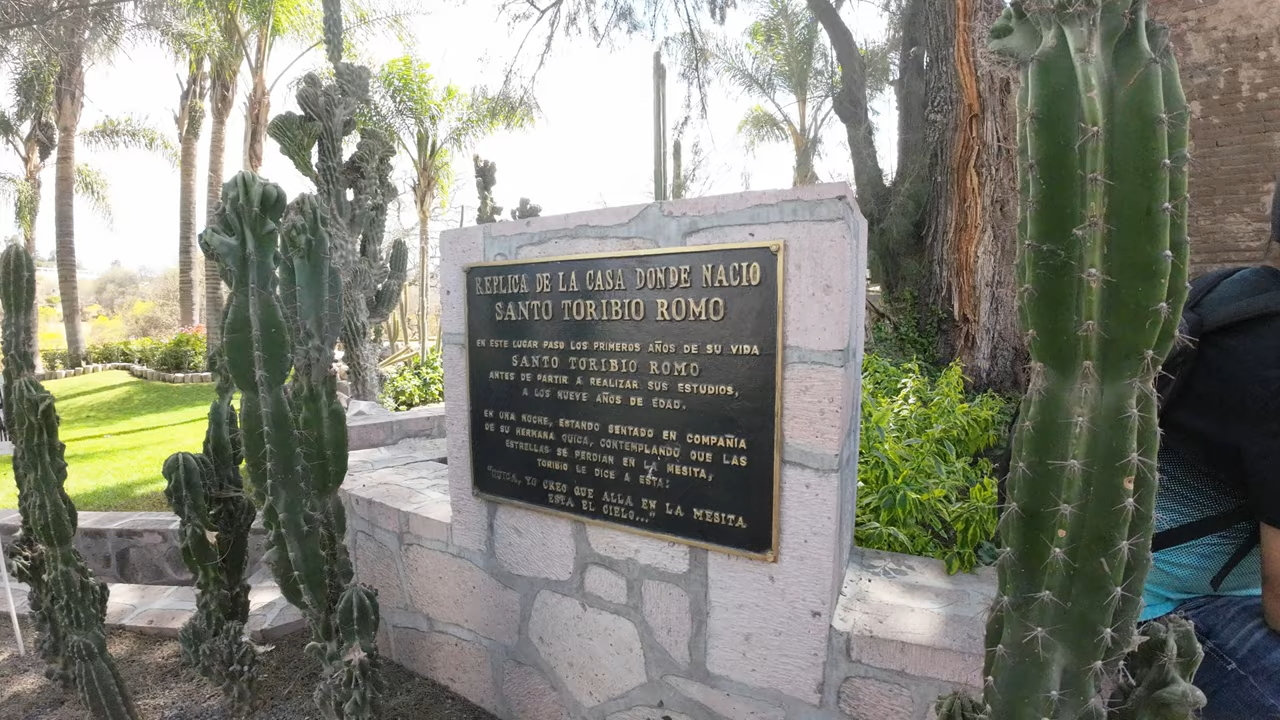 REPLICA DE LA CASA DONDE NACIO
SANTO TORIBIO ROMO
EN ESTE LUGAR PASO LOS PRIMEROS AÑOS DE SU VIDA
SANTO TORIBIO ROMO
ANTES DE PARTIR A REALIZAR SUS ESTUDIOS,
A LOS NUEVE AÑOS DE EDAD.
EN UNA NOCHE, ESTANDO SENTADO EN COMPAÑIA
DE SU HERMANA QUICA, CONTEMPLANDO QUE LAS
ESTRELLAS SE PERDIAN EN LA MESITA,
TORIBIO LE DICE A ESTA:
"QUICA, YO CREO QUE ALLA EN LA MESITA
ESTA EL CIELO..."